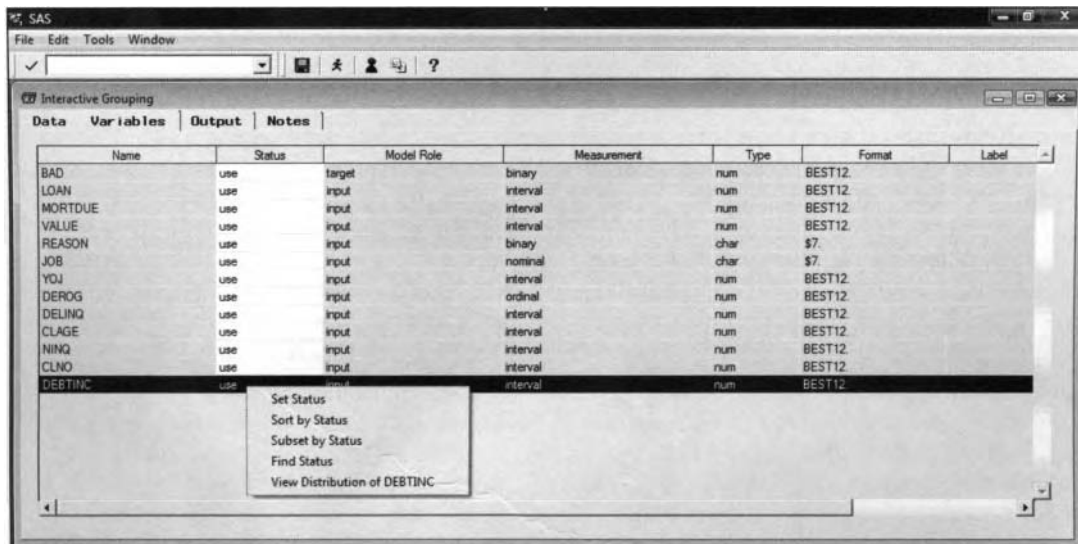 SAS
File Edit Tools Window
?
Interactive Grouping
Data Variables Output Notes
Name Status Model Role Measurement Type Format Label
BAD use target binary num BEST12.
LOAN use input interval num BEST12.
MORTDUE use input interval num BEST12.
VALUE use input interval num BEST12.
REASON use input binary char $7.
JOB use input nominal char $7.
YOJ use input interval num BEST12.
DEROG use input ordinal num BEST12.
DELINQ use input interval num BEST12.
CLAGE use input interval num BEST12.
NINQ use input interval num BEST12.
CLNO use input interval num BEST12.
DEBTINC use input interval num BEST12.
Set Status
Sort by Status
Subset by Status
Find Status
View Distribution of DEBTINC